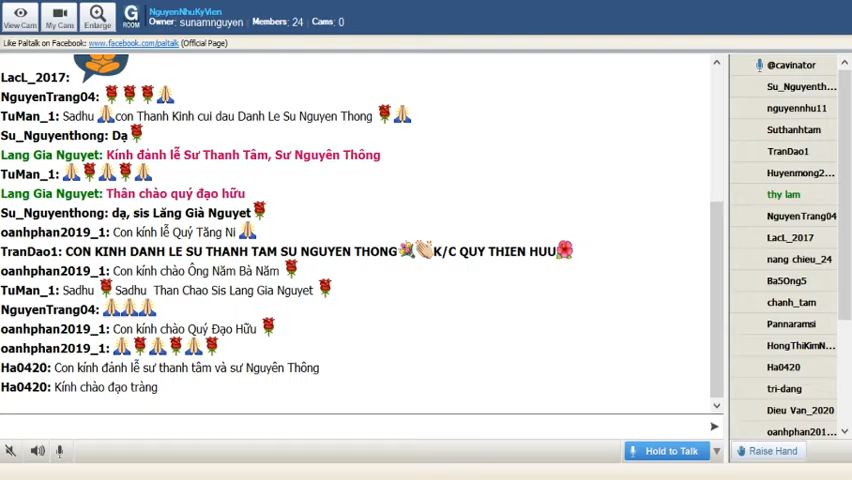 View Cam
My Cam
Enlarge
G
ROOM
NguyenNhuKyVien
Owner: sunamnguyen Members: 24 Cams: 0
Like Paltalk on Facebook: www.facebook.com/paltalk (Official Page)
LacL_2017:
NguyenTrang04:
TuMan_1: Sadhu con Thanh Kinh cui dau Danh Le Su Nguyen Thong
Su_Nguyenthong: Dạ
Lang Gia Nguyet: Kính đảnh lễ Sư Thanh Tâm, Sư Nguyên Thông
TuMan_1:
Lang Gia Nguyet: Thân chào quý đạo hữu
Su_Nguyenthong: dạ, sis Lăng Già Nguyet
oanhphan2019_1: Con kính lễ Quý Tăng Ni
TranDao1: CON KINH DANH LE SU THANH TAM SU NGUYEN THONG K/C QUY THIEN HUU
oanhphan2019_1: Con kính chào Ông Năm Bà Năm
TuMan_1: Sadhu Sadhu Than Chao Sis Lang Gia Nguyet
NguyenTrang04:
oanhphan2019_1: Con kính chào Quý Đạo Hữu
oanhphan2019_1:
Ha0420: Con kính đảnh lễ sư thanh tâm và sư Nguyên Thông
Ha0420: Kính chào đạo tràng
Hold to Talk
@cavinator
Su_Nguyenth...
nguyennhu11
Suthanhtam
TranDao1
Huyenmong2...
thy lam
NguyenTrang04
LacL_2017
nang chieu_24
Ba5Ong5
chanh_tam
Pannaramsi
HongThiKimN...
Ha0420
tri-dang
Dieu Van_2020
oanhphan201...
Raise Hand